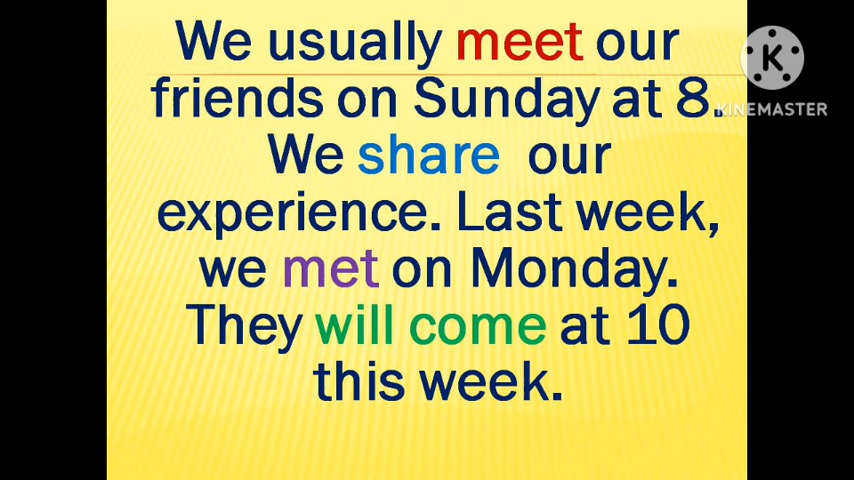 We usually meet our
friends on Sunday at 8.
We share our
experience. Last week,
we met on Monday.
They will come at 10
this week.
K
KINEMASTER